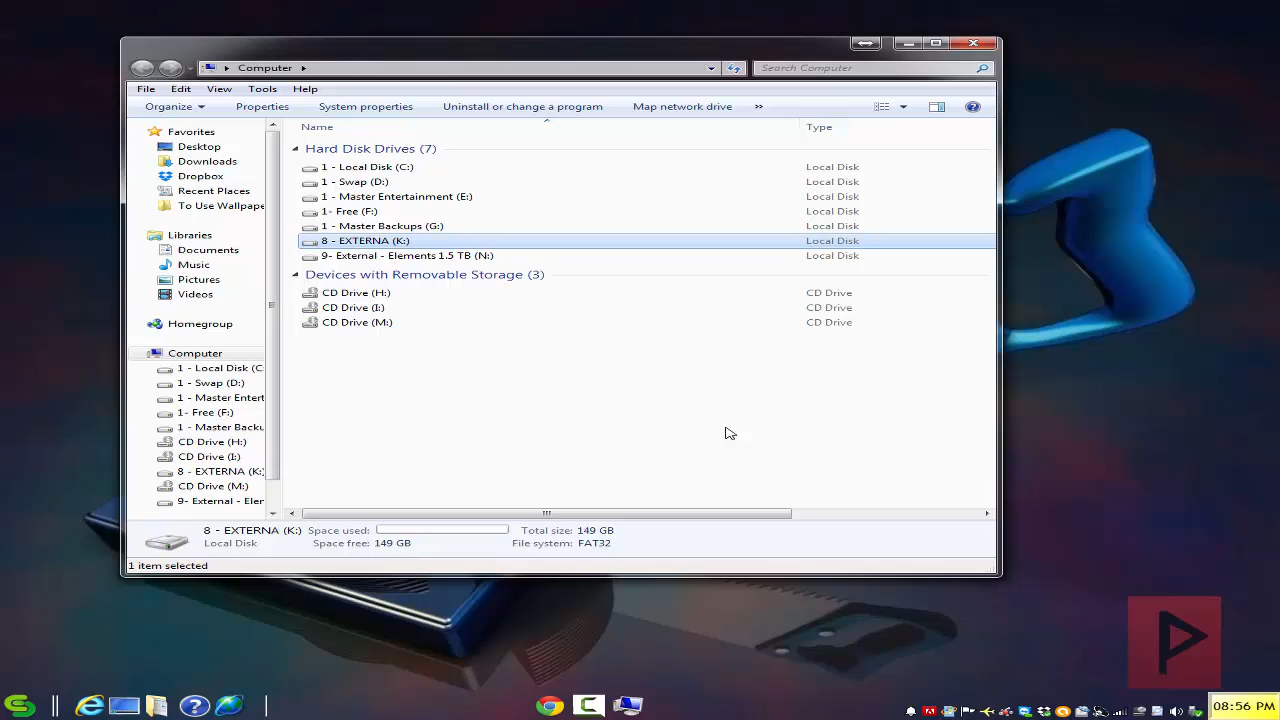 Computer
Search Computer
File Edit View Tools Help
Organize Properties System properties Uninstall or change a program Map network drive »
Favorites
Desktop
Downloads
Dropbox
Recent Places
To Use Wallpape
Libraries
Documents
Music
Pictures
Videos
Homegroup
Computer
1 - Local Disk (C:
1 - Swap (D:)
1 - Master Entert
1- Free (F:)
1 - Master Backu
CD Drive (H:)
CD Drive (I:)
8 - EXTERNA (K:)
CD Drive (M:)
9- External - Elem
Name Type
Hard Disk Drives (7)
1 - Local Disk (C:) Local Disk
1 - Swap (D:) Local Disk
1 - Master Entertainment (E:) Local Disk
1- Free (F:) Local Disk
1 - Master Backups (G:) Local Disk
8 - EXTERNA (K:) Local Disk
9- External - Elements 1.5 TB (N:) Local Disk
Devices with Removable Storage (3)
CD Drive (H:) CD Drive
CD Drive (I:) CD Drive
CD Drive (M:) CD Drive
8 - EXTERNA (K:) Space used: Total size: 149 GB
Local Disk Space free: 149 GB File system: FAT32
1 item selected
08:56 PM